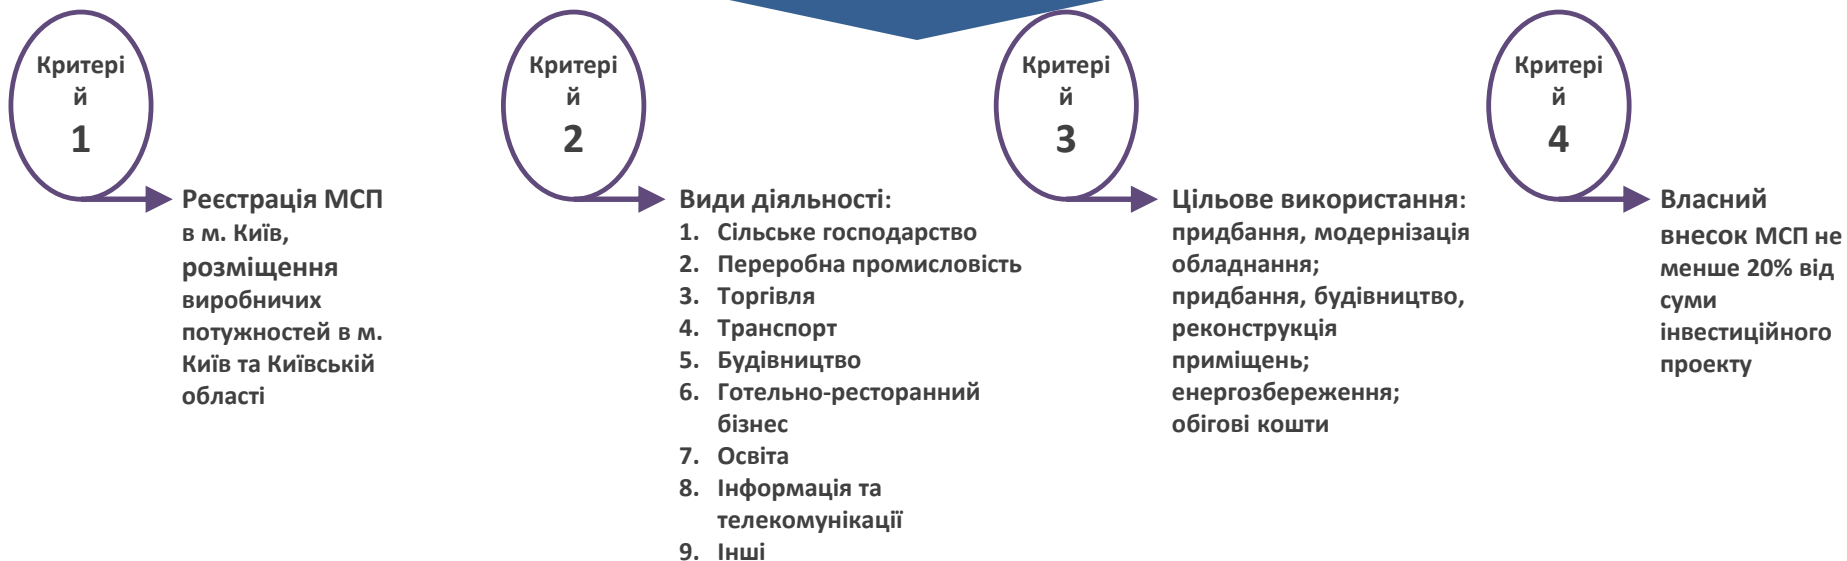 Критері
й
1
Реєстрація МСП
в м. Київ,
розміщення
виробничих
потужностей в м.
Київ та Київській
області
Критері
й
2
Види діяльності:
1. Сільське господарство
2. Переробна промисловість
3. Торгівля
4. Транспорт
5. Будівництво
6. Готельно-ресторанний
бізнес
7. Освіта
8. Інформація та
телекомунікації
9. Інші
Критері
й
3
Цільове використання:
придбання, модернізація
обладнання;
придбання, будівництво,
реконструкція
приміщень;
енергозбереження;
обігові кошти
Критері
й
4
Власний
внесок МСП не
менше 20% від
суми
інвестиційного
проекту